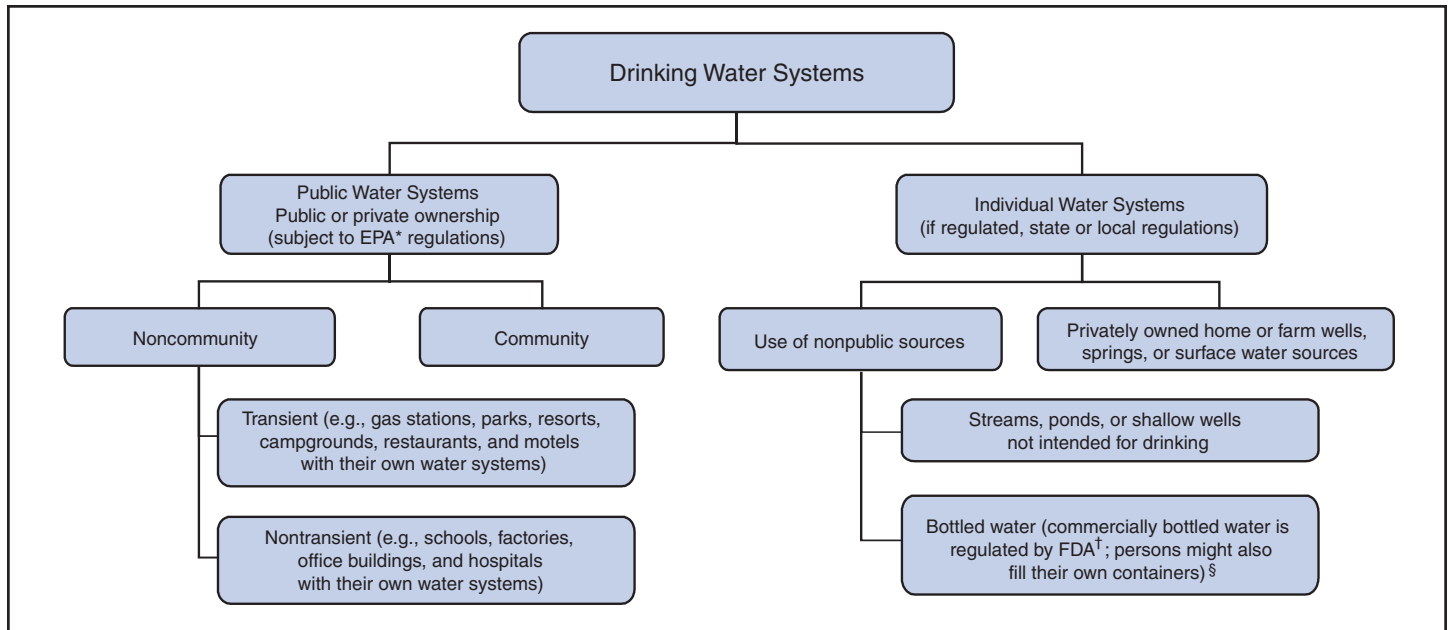 Drinking Water Systems
Public Water Systems
Public or private ownership
(subject to EPA* regulations)
Individual Water Systems
(if regulated, state or local regulations)
Noncommunity
Community
Use of nonpublic sources
Privately owned home or farm wells,
springs, or surface water sources
Transient (e.g., gas stations, parks, resorts,
campgrounds, restaurants, and motels
with their own water systems)
Streams, ponds, or shallow wells
not intended for drinking
Nontransient (e.g., schools, factories,
office buildings, and hospitals
with their own water systems)
Bottled water (commercially bottled water is
regulated by FDA†; persons might also
fill their own containers)§